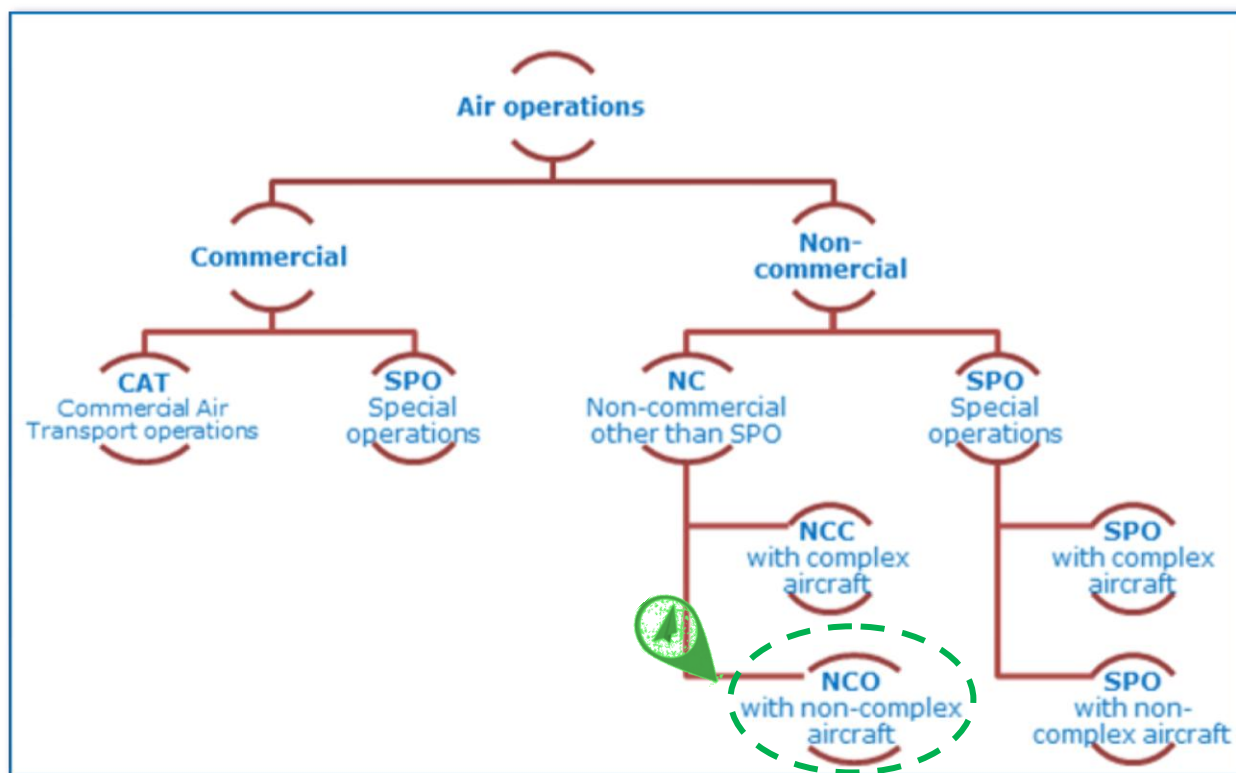 Air operations
Commercial
Non-
commercial
CAT
Commercial Air
Transport operations
SPO
Special
operations
NC
Non-commercial
other than SPO
SPO
Special
operations
NCC
with complex
aircraft
SPO
with complex
aircraft
NCO
with non-complex
aircraft
SPO
with non-
complex aircraft